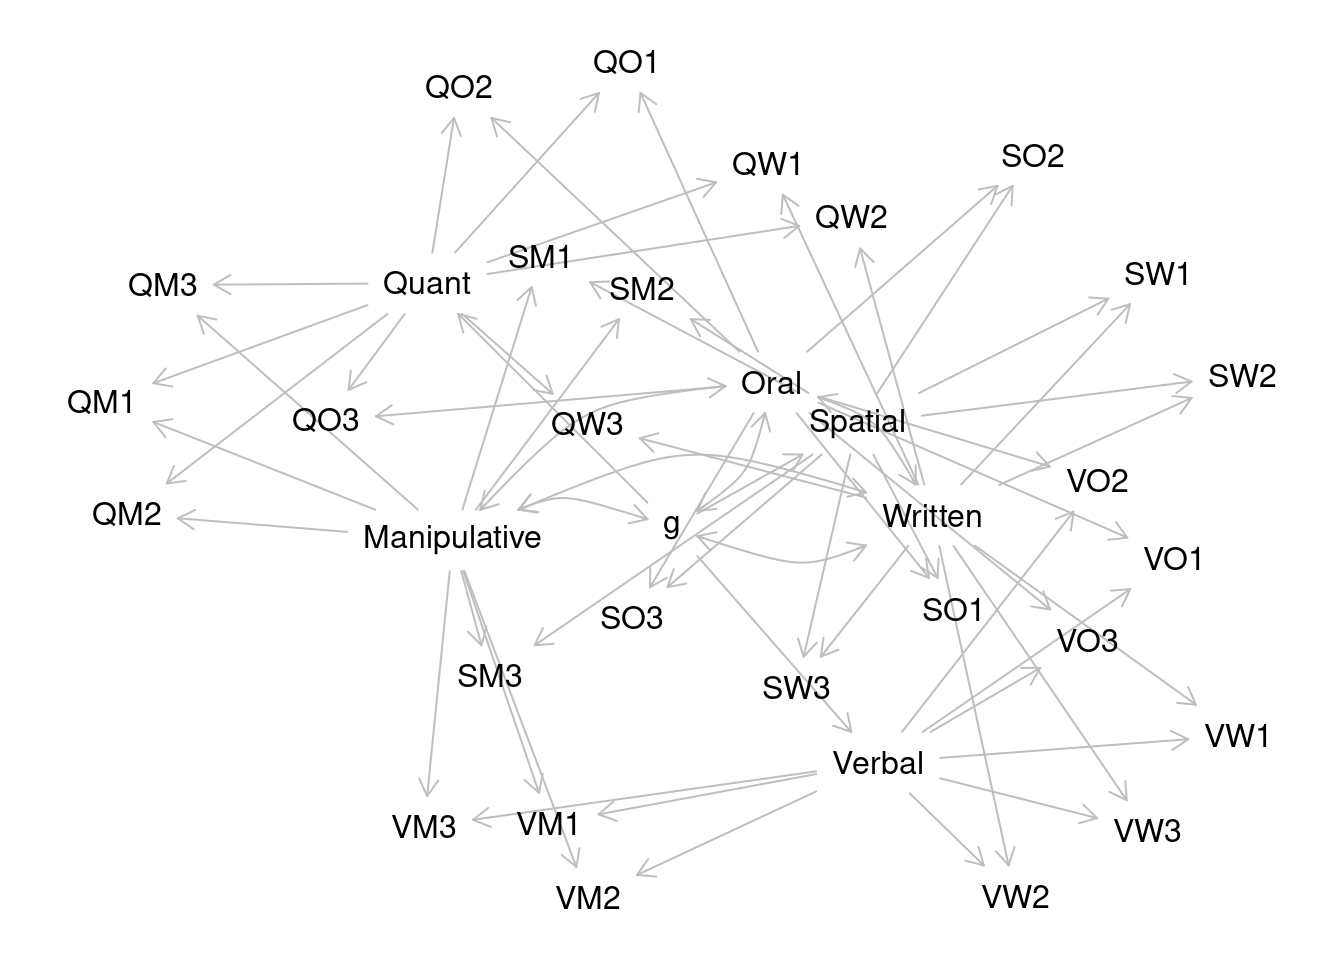 QO1
QO2
SO2
QW1
QW2
SM1
SW1
Quant
QM3
SM2
SW2
Oral
QM1
QO3
Spatial
QW3
VO2
QM2
Written
g
Manipulative
VO1
SO1
SO3
VO3
SM3
SW3
VW1
Verbal
VM3
VM1
VW3
VM2
VW2